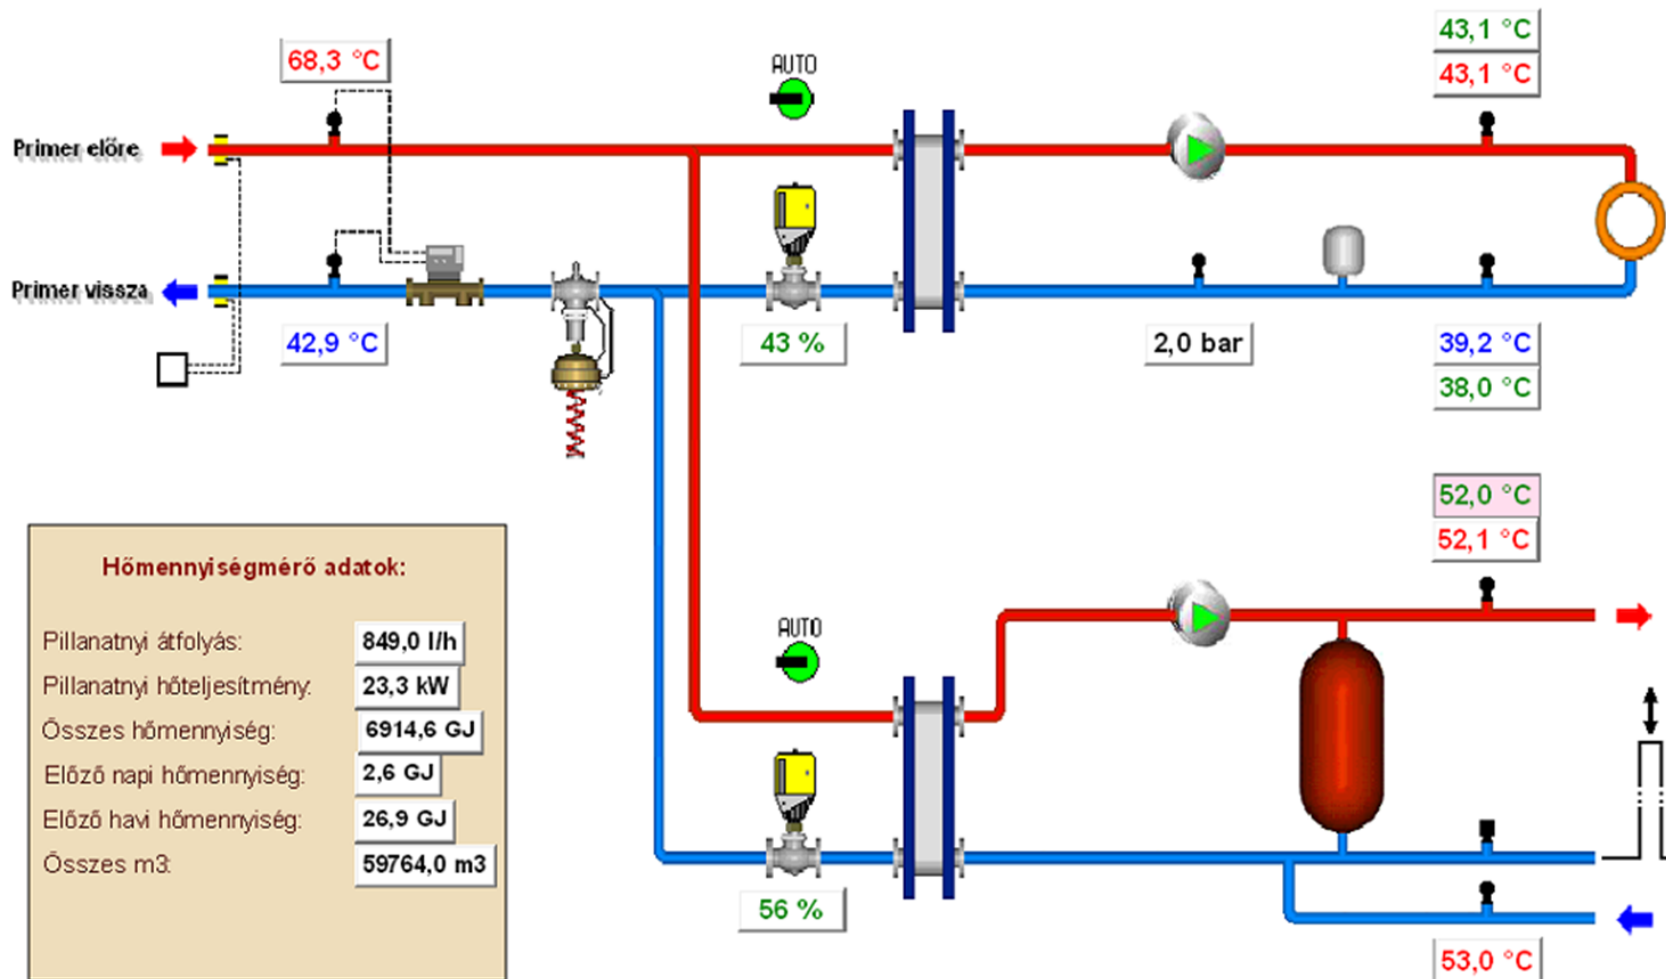 43,1 °C
68,3 °C
AUTO
43,1 °C
Primer előre
Primer vissza
42,9 °C
43 %
2,0 bar
39,2 °C
38,0 °C
52,0 °C
52,1 °C
Hőmennyiségmérő adatok:
Pillanatnyi átfolyás: 849,0 l/h
Pillanatnyi hőteljesítmény: 23,3 kW
Összes hőmennyiség: 6914,6 GJ
Előző napi hőmennyiség: 2,6 GJ
Előző havi hőmennyiség: 26,9 GJ
Összes m3: 59764,0 m3
AUTO
56 %
53,0 °C